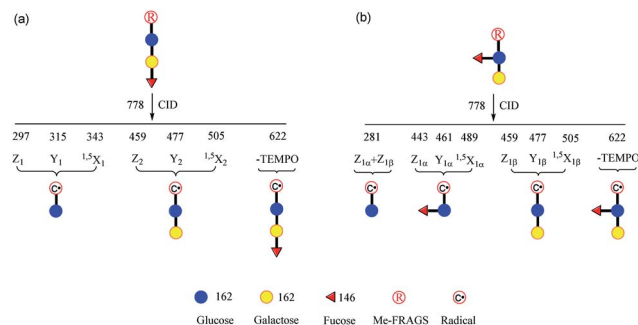 (a)
(b)
R
R
778 CID
778 CID
297 315 343 459 477 505 622
Z1 Y1 1,5X1 Z2 Y2 1,5X2 -TEMPO
C• C• C•
281 443 461 489 459 477 505 622
Z1α+Z1β Z1α Y1α 1,5X1α Z1β Y1β 1,5X1β -TEMPO
C• C• C• C•
162 162 146 R C•
Glucose Galactose Fucose Me-FRAGS Radical